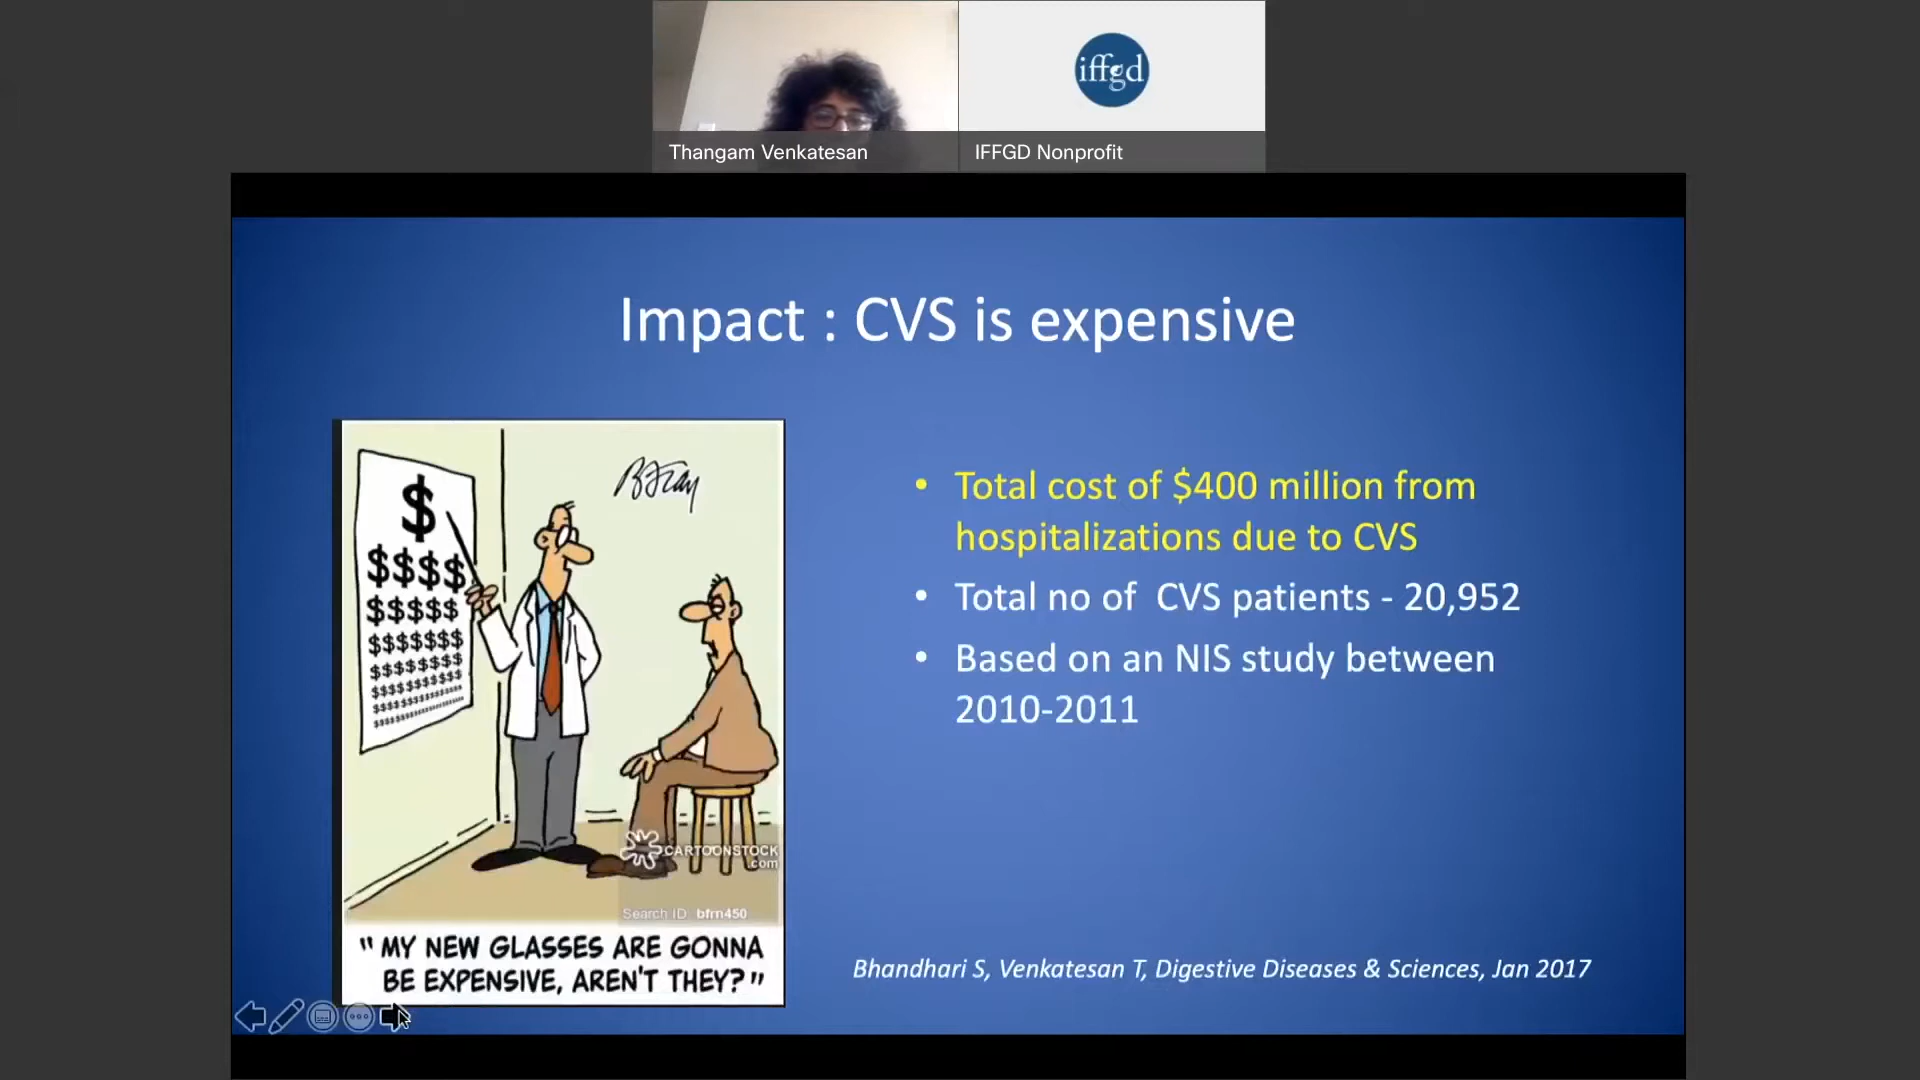 iffgd
Thangam Venkatesan
IFFGD Nonprofit
Impact : CVS is expensive
$
$$$$
$$$$$
$$$$$$$
$$$$$$$$
• Total cost of $400 million from
hospitalizations due to CVS
• Total no of CVS patients - 20,952
• Based on an NIS study between
2010-2011
CARTOONSTOCK
.com
Search ID: bfrn450
" MY NEW GLASSES ARE GONNA
BE EXPENSIVE, AREN'T THEY? "
Bhandhari S, Venkatesan T, Digestive Diseases & Sciences, Jan 2017